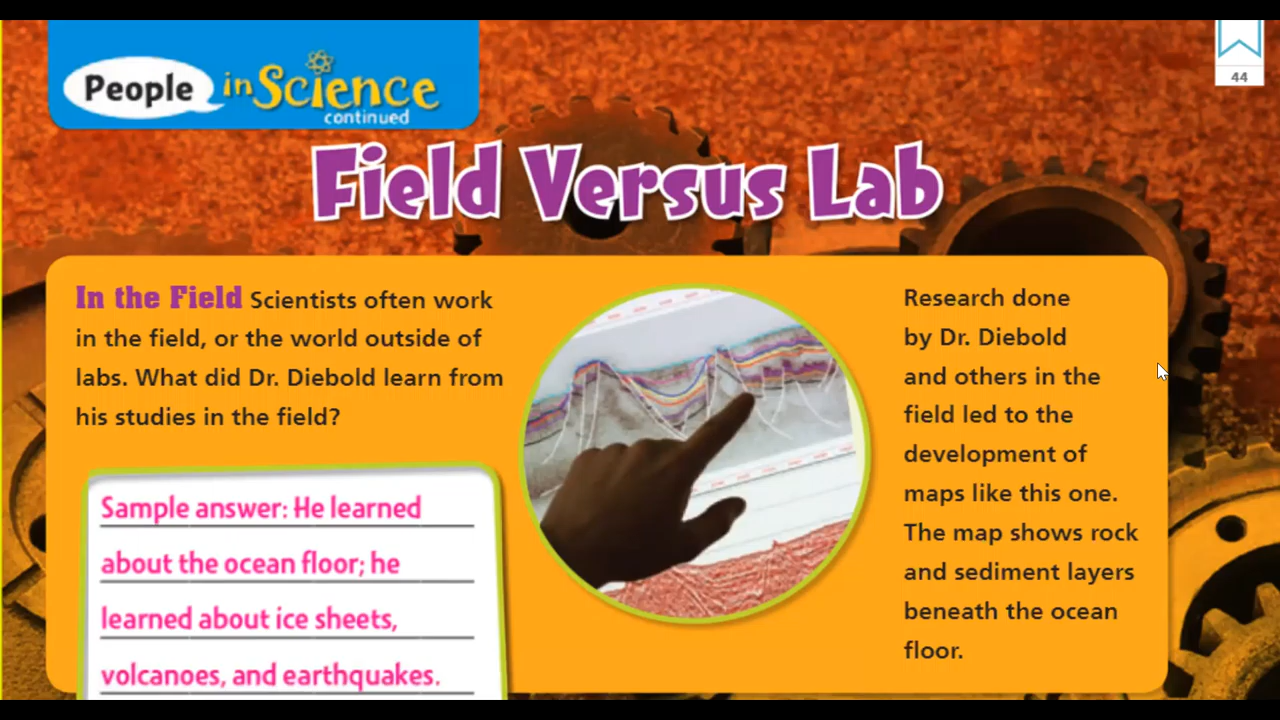 People in Science
continued
44
Field Versus Lab
In the Field Scientists often work
in the field, or the world outside of
labs. What did Dr. Diebold learn from
his studies in the field?
Sample answer: He learned
about the ocean floor; he
learned about ice sheets,
volcanoes, and earthquakes.
Research done
by Dr. Diebold
and others in the
field led to the
development of
maps like this one.
The map shows rock
and sediment layers
beneath the ocean
floor.